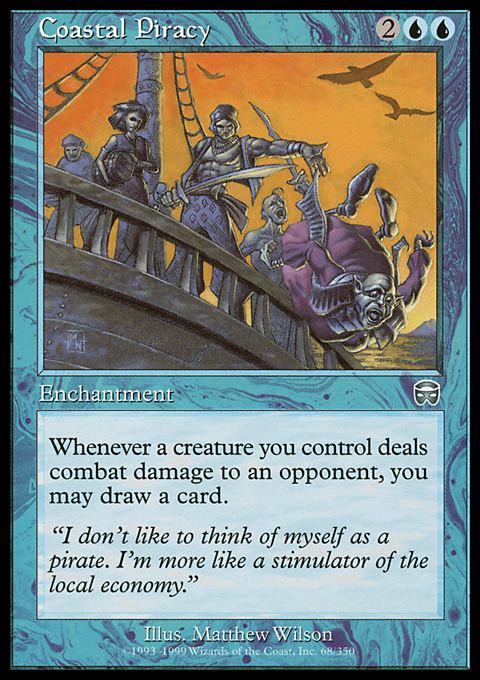 Coastal Piracy 2
Enchantment
Whenever a creature you control deals
combat damage to an opponent, you
may draw a card.
“I don’t like to think of myself as a
pirate. I’m more like a stimulator of the
local economy.”
Illus. Matthew Wilson
©1993-1999 Wizards of the Coast, Inc. 68/350